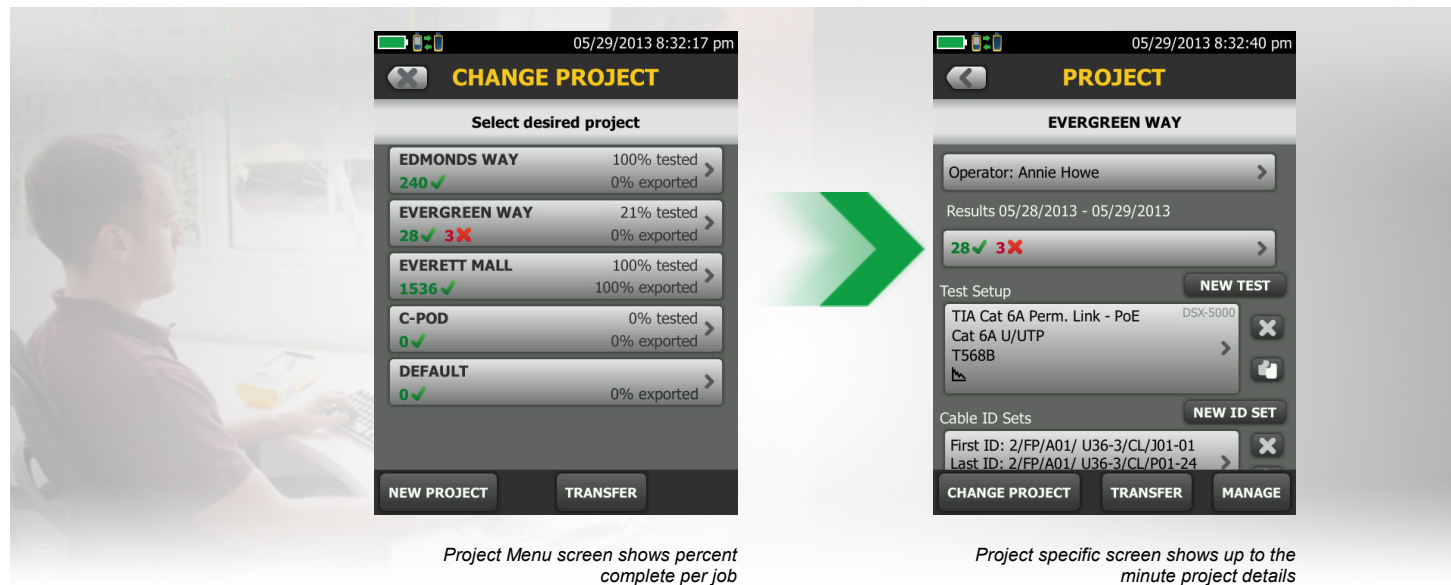 05/29/2013 8:32:17 pm
CHANGE PROJECT
Select desired project
EDMONDS WAY 100% tested
240 0% exported
EVERGREEN WAY 21% tested
28 3 0% exported
EVERETT MALL 100% tested
1536 100% exported
C-POD 0% tested
0 0% exported
DEFAULT
0 0% exported
NEW PROJECT TRANSFER
Project Menu screen shows percent
complete per job
05/29/2013 8:32:40 pm
PROJECT
EVERGREEN WAY
Operator: Annie Howe
Results 05/28/2013 - 05/29/2013
28 3
Test Setup NEW TEST
TIA Cat 6A Perm. Link - PoE DSX-5000
Cat 6A U/UTP
T568B
Cable ID Sets NEW ID SET
First ID: 2/FP/A01/ U36-3/CL/J01-01
Last ID: 2/FP/A01/ U36-3/CL/P01-24
CHANGE PROJECT TRANSFER MANAGE
Project specific screen shows up to the
minute project details